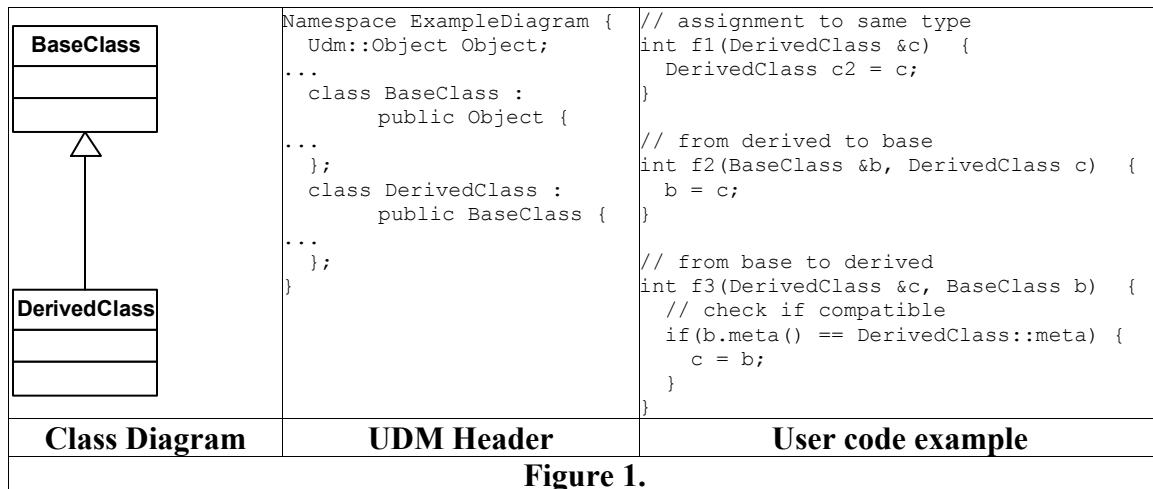 BaseClass
DerivedClass
Namespace ExampleDiagram {
  Udm::Object Object;
...
  class BaseClass :
        public Object {
...
  };
  class DerivedClass :
        public BaseClass {
...
  };
}
// assignment to same type
int f1(DerivedClass &c)  {
  DerivedClass c2 = c;
}
// from derived to base
int f2(BaseClass &b, DerivedClass c)  {
  b = c;
}
// from base to derived
int f3(DerivedClass &c, BaseClass b)  {
  // check if compatible
  if(b.meta() == DerivedClass::meta) {
    c = b;
  }
}
Class Diagram
UDM Header
User code example
Figure 1.